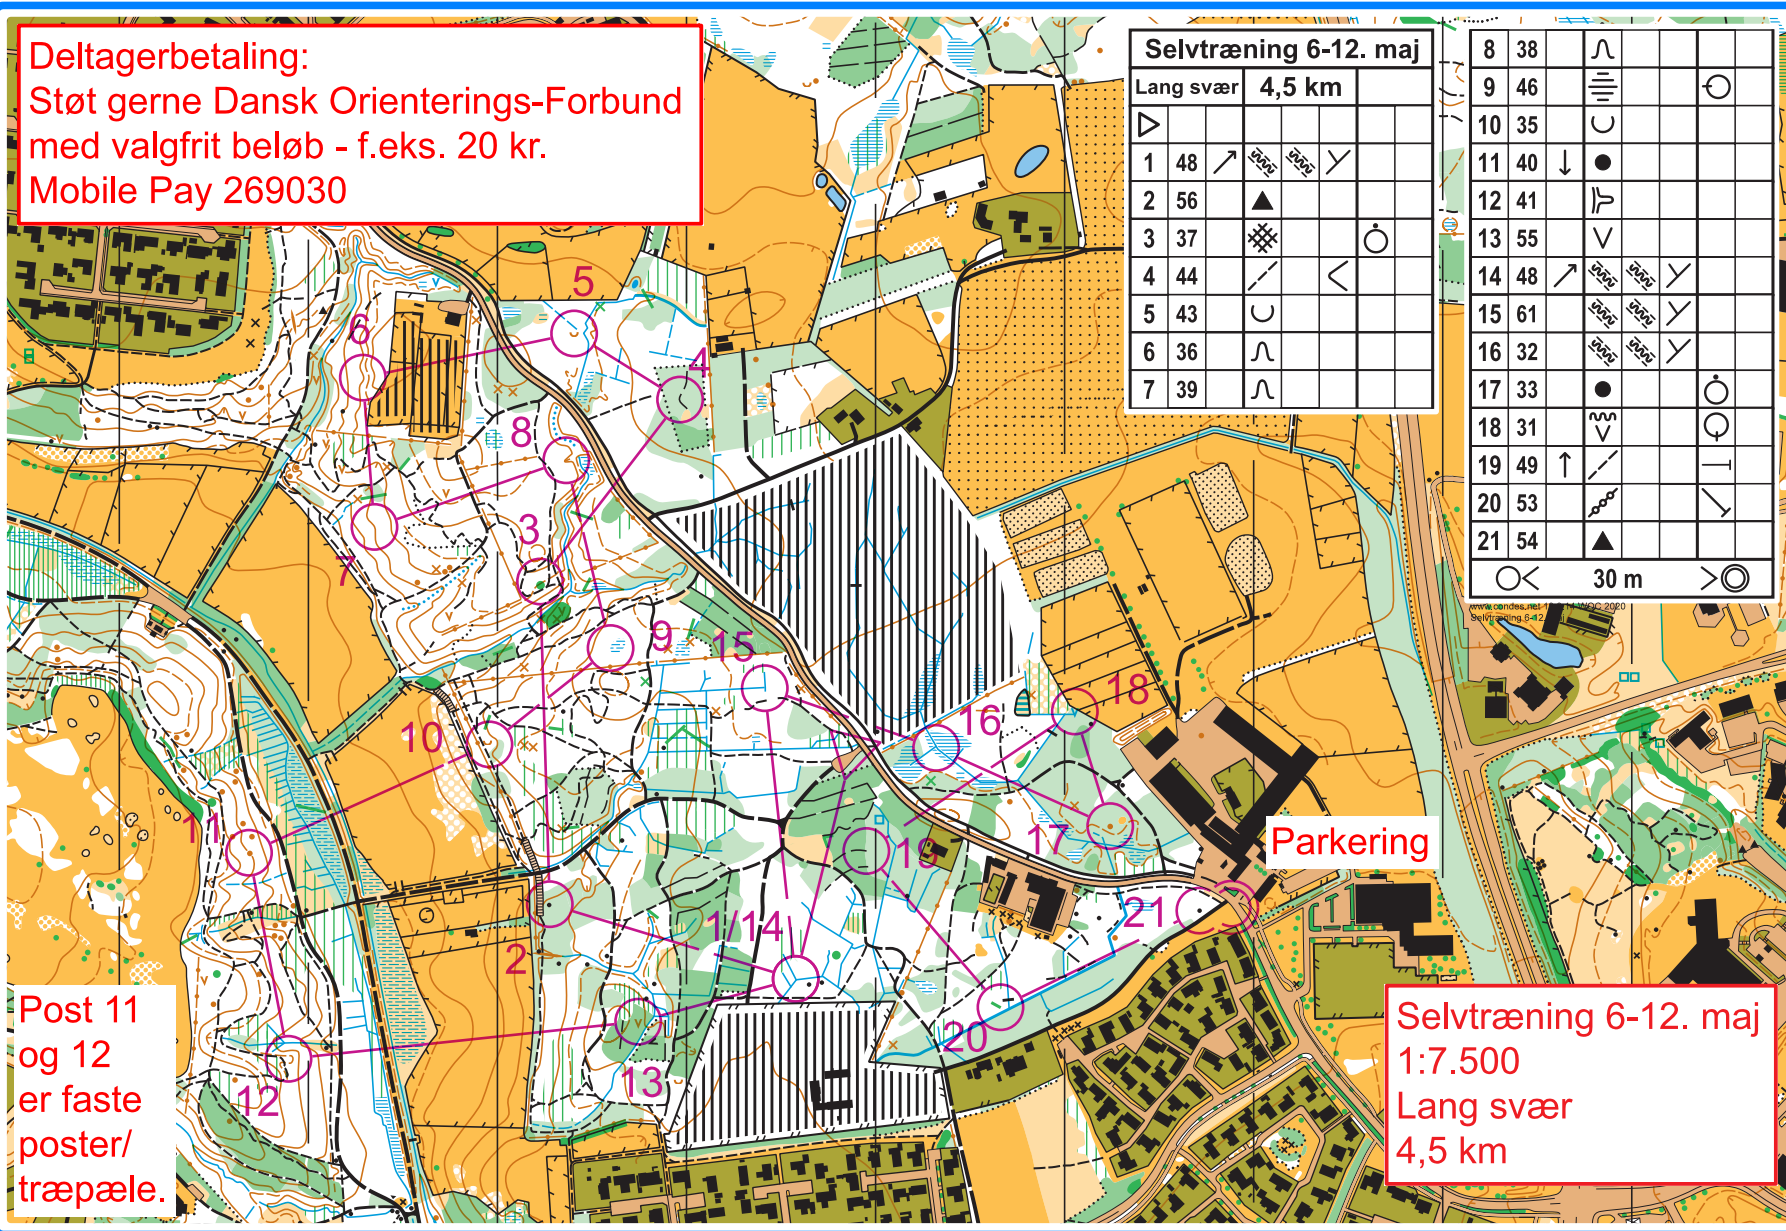 Deltagerbetaling:
Støt gerne Dansk Orienterings-Forbund
med valgfrit beløb - f.eks. 20 kr.
Mobile Pay 269030
Selvtræning 6-12. maj
Lang svær 4,5 km
1 48
2 56
3 37
4 44
5 43
6 36
7 39
8 38
9 46
10 35
11 40
12 41
13 55
14 48
15 61
16 32
17 33
18 31
19 49
20 53
21 54
30 m
5
6
4
8
3
7
9
15
10
16
18
11
17
19
Parkering
1/14
21
2
20
13
12
Post 11
og 12
er faste
poster/
træpæle.
Selvtræning 6-12. maj
1:7.500
Lang svær
4,5 km